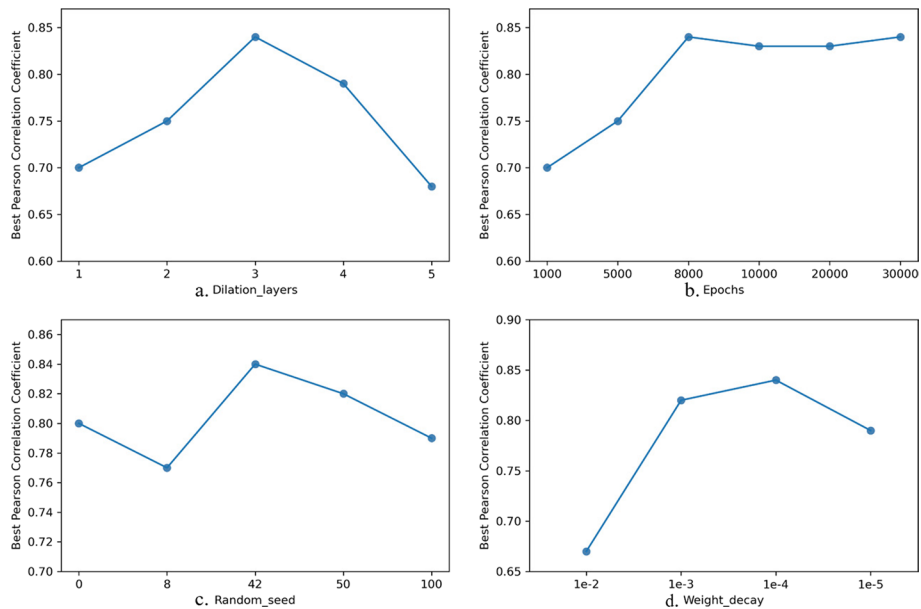 Best Pearson Correlation Coefficient
0.85
0.80
0.75
0.70
0.65
0.60
1 2 3 4 5
a. Dilation_layers
Best Pearson Correlation Coefficient
0.85
0.80
0.75
0.70
0.65
0.60
1000 5000 8000 10000 20000 30000
b. Epochs
Best Pearson Correlation Coefficient
0.86
0.84
0.82
0.80
0.78
0.76
0.74
0.72
0.70
0 8 42 50 100
c. Random_seed
Best Pearson Correlation Coefficient
0.90
0.85
0.80
0.75
0.70
0.65
1e-2 1e-3 1e-4 1e-5
d. Weight_decay